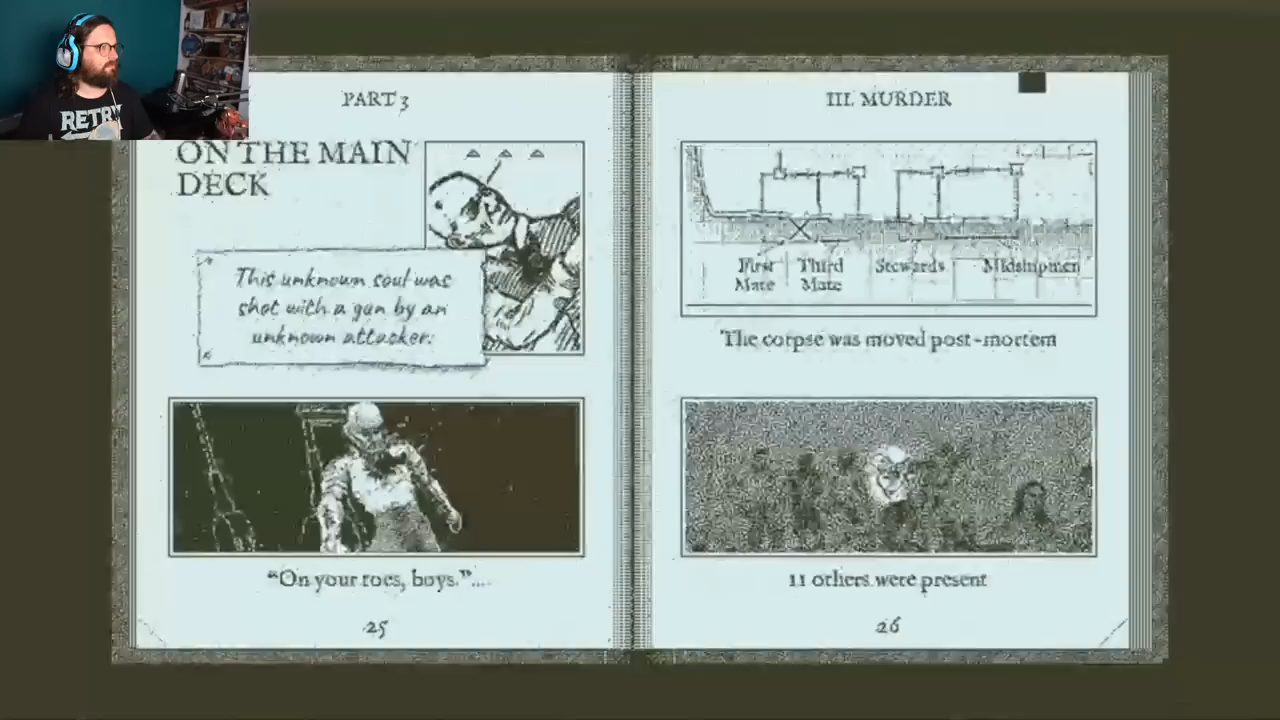 RETRY
PART 3
ON THE MAIN
DECK
This unknown soul was
shot with a gun by an
unknown attacker.
"On your toes, boys."....
25
III. MURDER
First
Mate
Third
Mate
Stewards
Midshipmen
The corpse was moved post-mortem
11 others were present
26